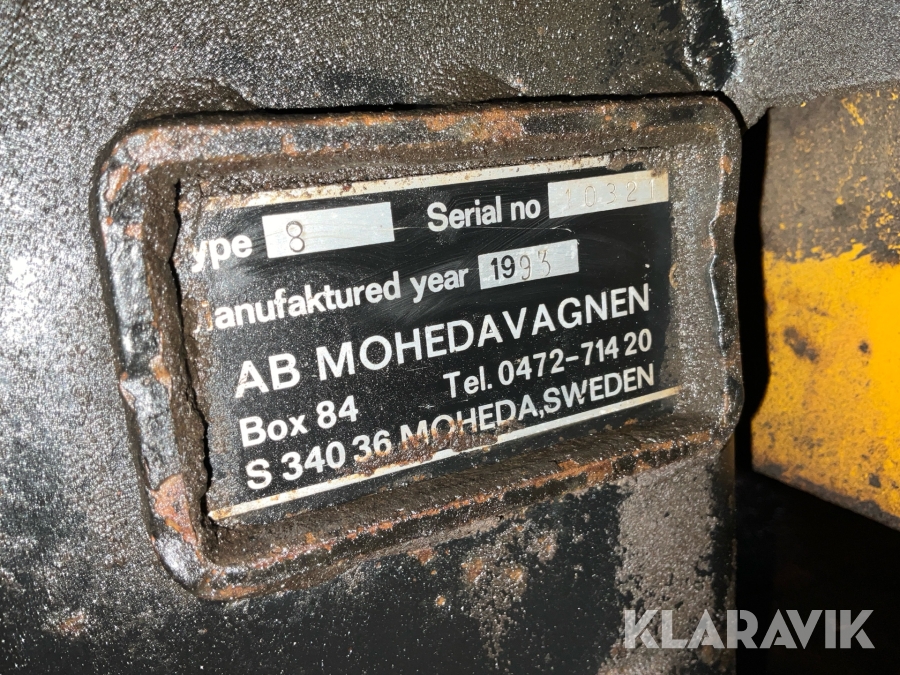 ype 8 Serial no 10321
anufaktured year 1993
AB MOHEDAVAGNEN
Box 84 Tel. 0472-714 20
S 340 36 MOHEDA, SWEDEN
KLARAVIK